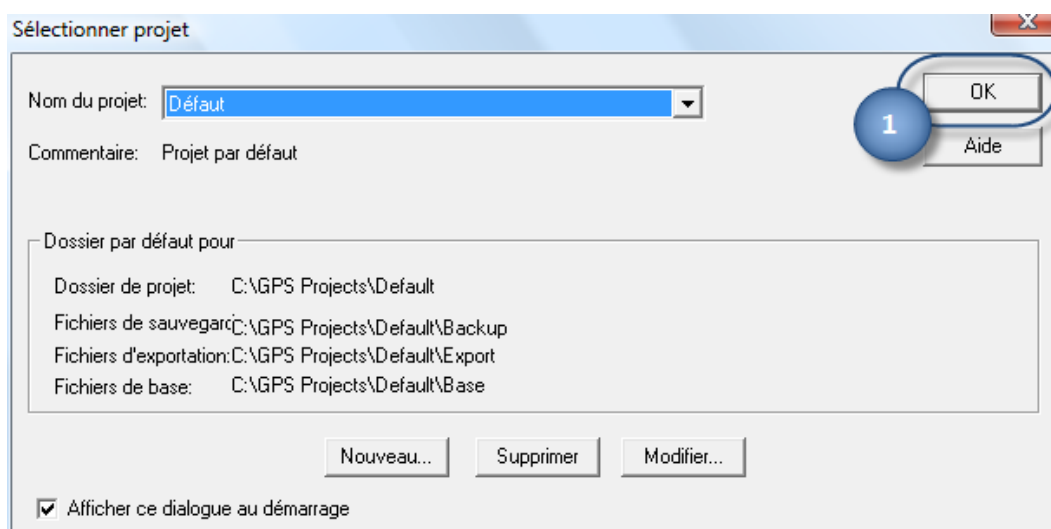 Sélectionner projet
Nom du projet: Défaut
OK
1
Commentaire: Projet par défaut
Aide
Dossier par défaut pour
Dossier de projet: C:\GPS Projects\Default
Fichiers de sauvegard C:\GPS Projects\Default\Backup
Fichiers d'exportation: C:\GPS Projects\Default\Export
Fichiers de base: C:\GPS Projects\Default\Base
Nouveau... Supprimer Modifier...
Afficher ce dialogue au démarrage